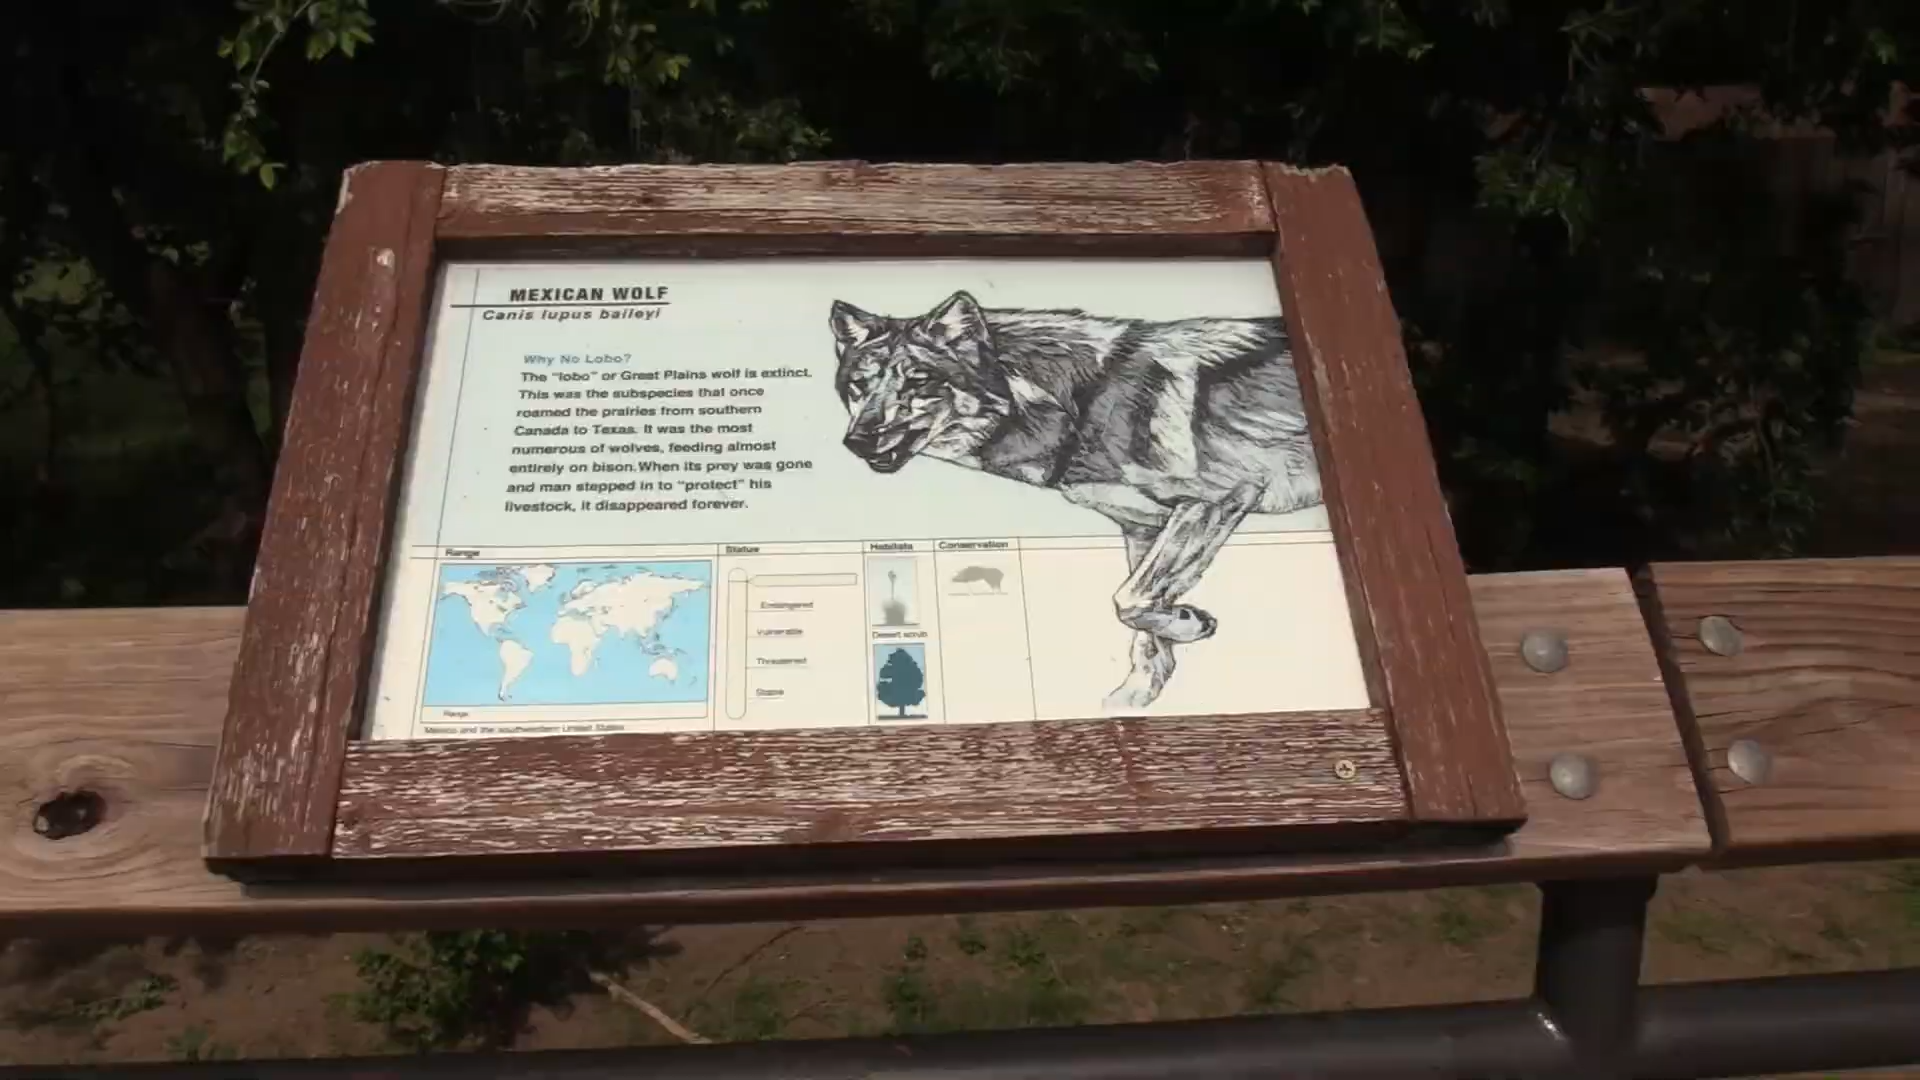 MEXICAN WOLF
Canis lupus baileyi
Why No Lobo?
The "lobo" or Great Plains wolf is extinct.
This was the subspecies that once
roamed the prairies from southern
Canada to Texas. It was the most
numerous of wolves, feeding almost
entirely on bison. When its prey was gone
and man stepped in to "protect" his
livestock, it disappeared forever.
Range
Status
Habitats
Conservation
Endangered
Vulnerable
Threatened
Stable
Desert scrub
Range
Mexico and the southwestern United States